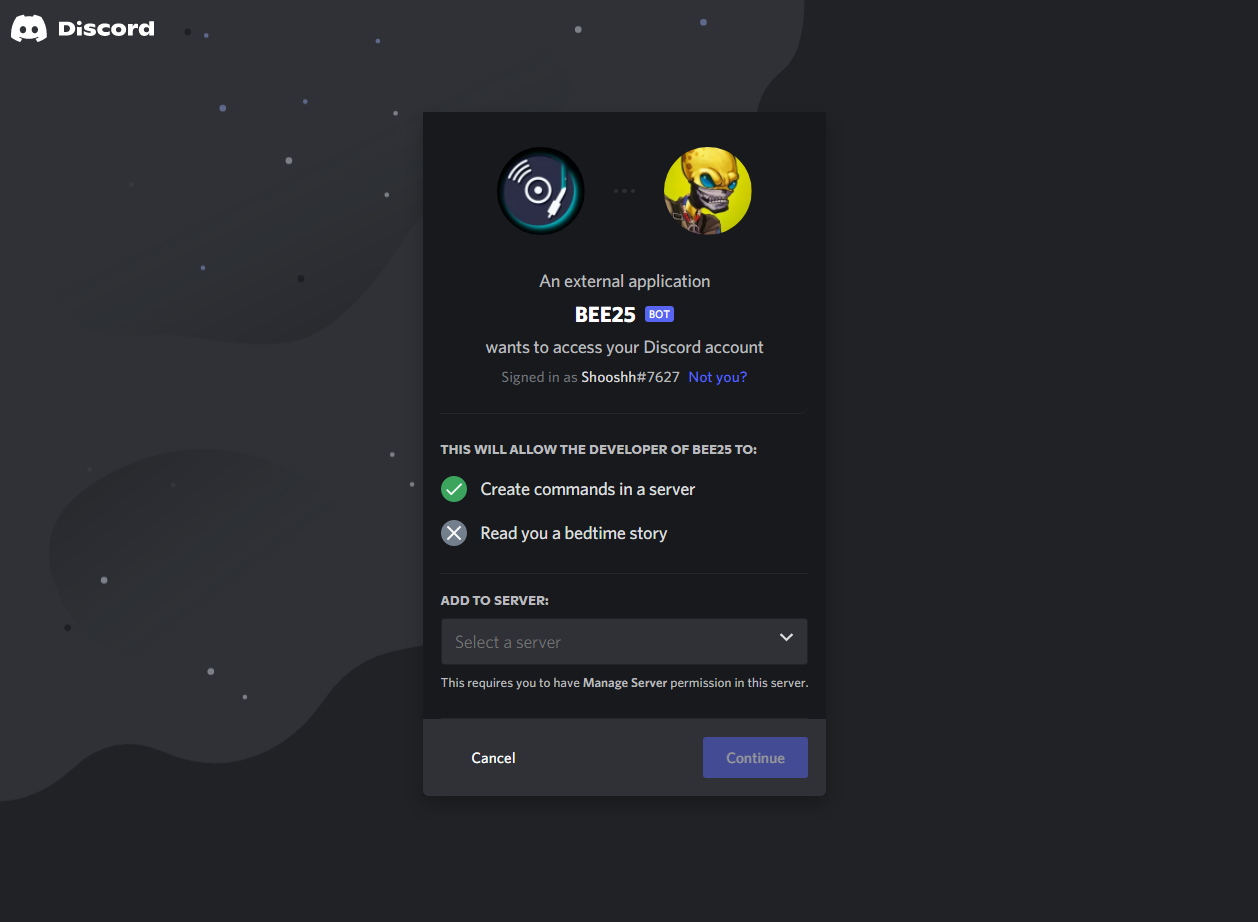 Discord
An external application
BEE25 BOT
wants to access your Discord account
Signed in as Shooshh#7627 Not you?
THIS WILL ALLOW THE DEVELOPER OF BEE25 TO:
Create commands in a server
Read you a bedtime story
ADD TO SERVER:
Select a server
This requires you to have Manage Server permission in this server.
Cancel Continue